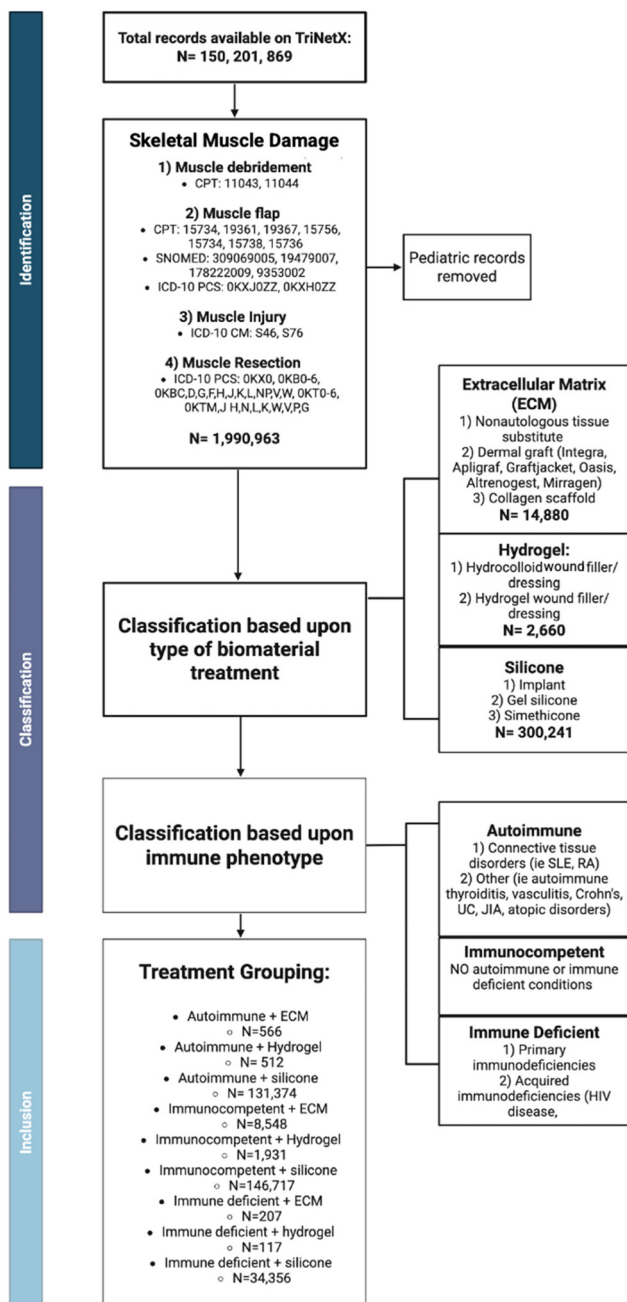 Identification
Total records available on TriNetX:
N= 150, 201, 869
Skeletal Muscle Damage
1) Muscle debridement
• CPT: 11043, 11044
2) Muscle flap
• CPT: 15734, 19361, 19367, 15756,
15734, 15738, 15736
• SNOMED: 309069005, 19479007,
178222009, 9353002
• ICD-10 PCS: 0KXJ0ZZ, 0KXH0ZZ
3) Muscle Injury
• ICD-10 CM: S46, S76
4) Muscle Resection
• ICD-10 PCS: 0KX0, 0KB0-6,
0KBC,D,G,F,H,J,K,L,NP,V,W, 0KT0-6,
0KTM,J H,N,L,K,W,V,P,G
N= 1,990,963
Pediatric records
removed
Classification
Classification based upon
type of biomaterial
treatment
Extracellular Matrix
(ECM)
1) Nonautologous tissue
substitute
2) Dermal graft (Integra,
Apligraf, Graftjacket, Oasis,
Altrenogest, Mirragen)
3) Collagen scaffold
N= 14,880
Hydrogel:
1) Hydrocolloid wound filler/
dressing
2) Hydrogel wound filler/
dressing
N= 2,660
Silicone
1) Implant
2) Gel silicone
3) Simethicone
N= 300,241
Classification based upon
immune phenotype
Autoimmune
1) Connective tissue
disorders (ie SLE, RA)
2) Other (ie autoimmune
thyroiditis, vasculitis, Crohn's,
UC, JIA, atopic disorders)
Immunocompetent
NO autoimmune or immune
deficient conditions
Immune Deficient
1) Primary
immunodeficiencies
2) Acquired
immunodeficiencies (HIV
disease,
Inclusion
Treatment Grouping:
• Autoimmune + ECM
○ N=566
• Autoimmune + Hydrogel
○ N= 512
• Autoimmune + silicone
○ N= 131,374
• Immunocompetent + ECM
○ N=8,548
• Immunocompetent + Hydrogel
○ N=1,931
• Immunocompetent + silicone
○ N=146,717
• Immune deficient + ECM
○ N=207
• Immune deficient + hydrogel
○ N=117
• Immune deficient + silicone
○ N=34,356